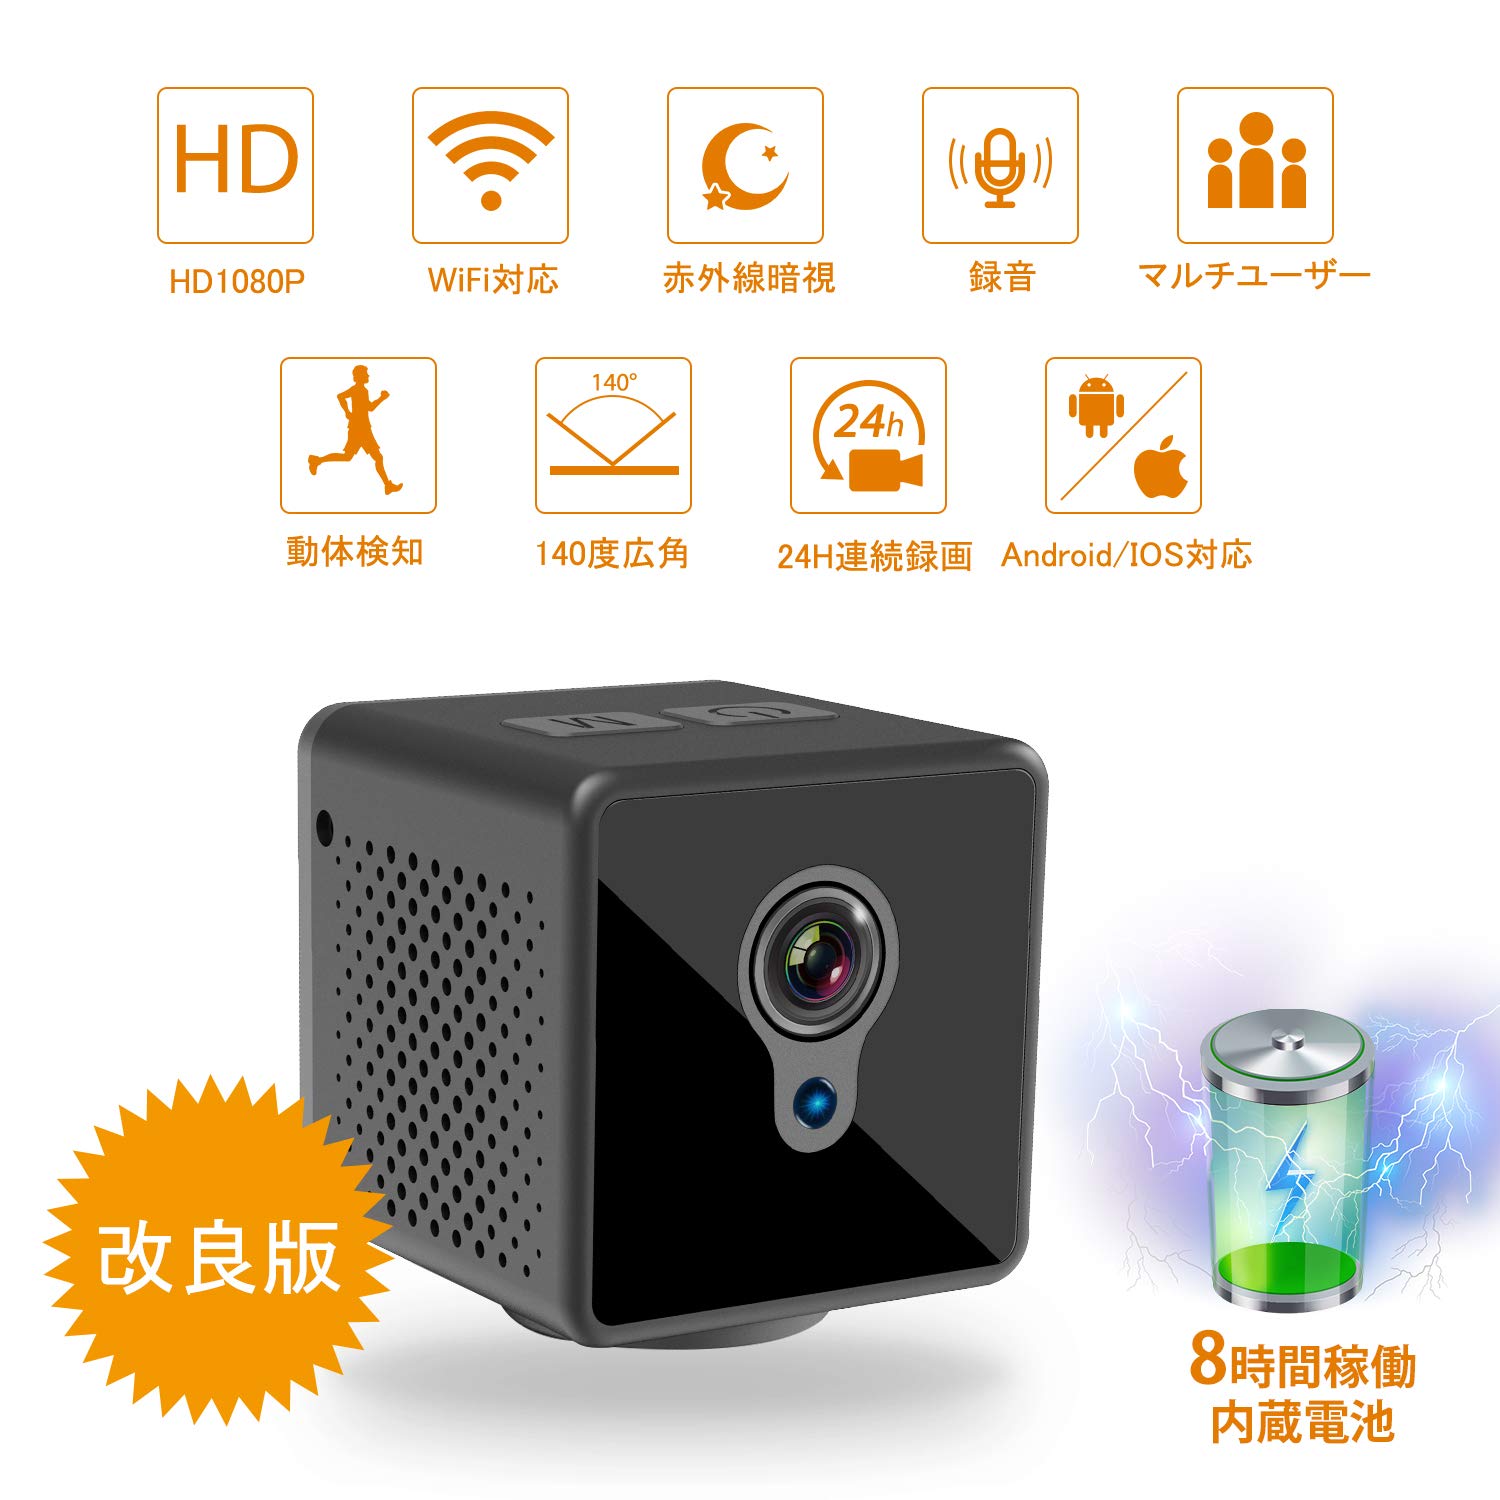 HD
HD1080P
WiFi対応
赤外線暗視
録音
マルチユーザー
140°
24h
動体検知
140度広角
24H連続録画
Android/IOS対応
M
改良版
8時間稼働
内蔵電池